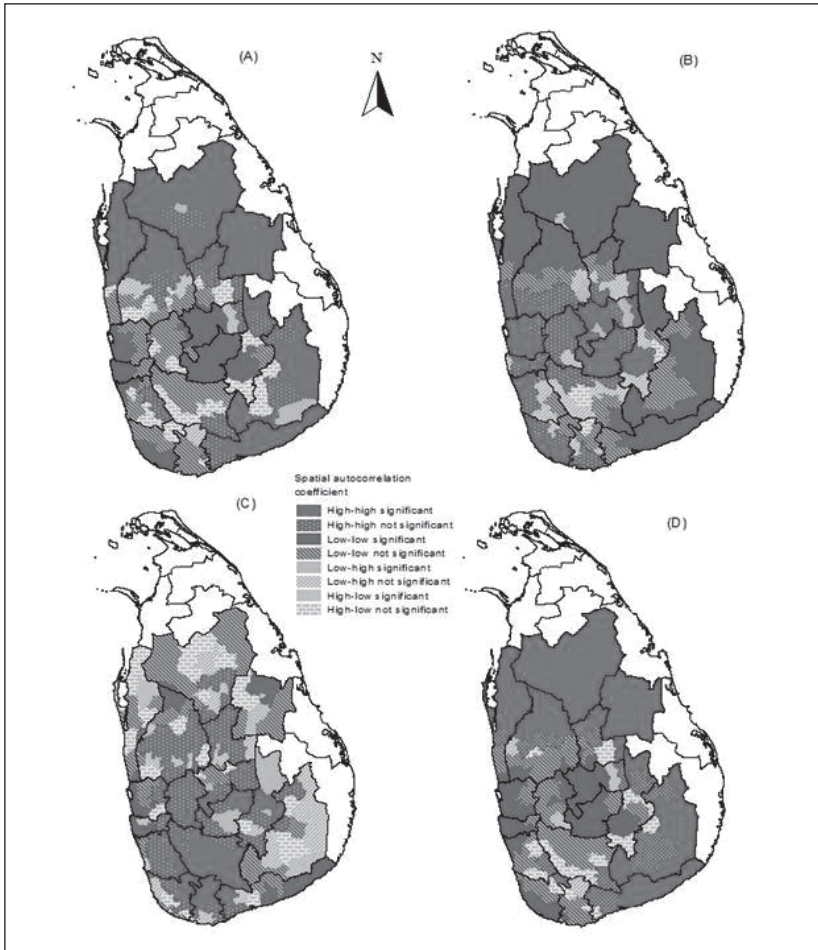 (A)
N
(B)
(C)
Spatial autocorrelation
coefficient
High-high significant
High-high not significant
Low-low significant
Low-low not significant
Low-high significant
Low-high not significant
High-low significant
High-low not significant
(D)